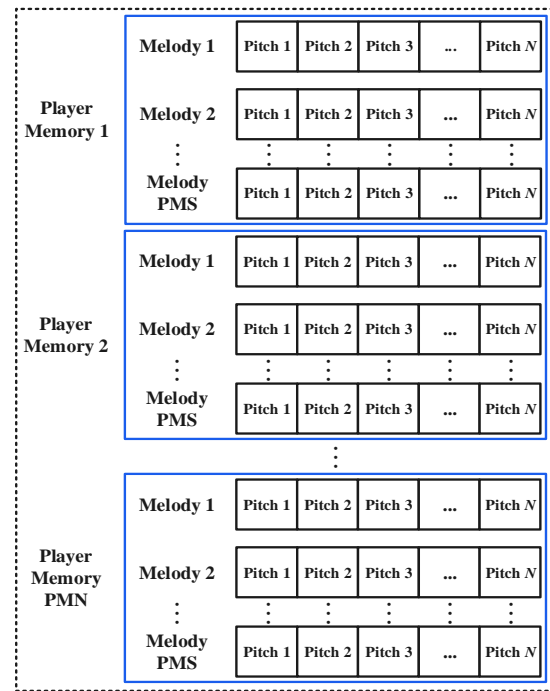 Melody 1 Pitch 1 Pitch 2 Pitch 3 ... Pitch N
Player
Memory 1
Melody 2 Pitch 1 Pitch 2 Pitch 3 ... Pitch N
Melody
PMS
Pitch 1 Pitch 2 Pitch 3 ... Pitch N
Melody 1 Pitch 1 Pitch 2 Pitch 3 ... Pitch N
Player
Memory 2
Melody 2 Pitch 1 Pitch 2 Pitch 3 ... Pitch N
Melody
PMS
Pitch 1 Pitch 2 Pitch 3 ... Pitch N
Melody 1 Pitch 1 Pitch 2 Pitch 3 ... Pitch N
Player
Memory
PMN
Melody 2 Pitch 1 Pitch 2 Pitch 3 ... Pitch N
Melody
PMS
Pitch 1 Pitch 2 Pitch 3 ... Pitch N